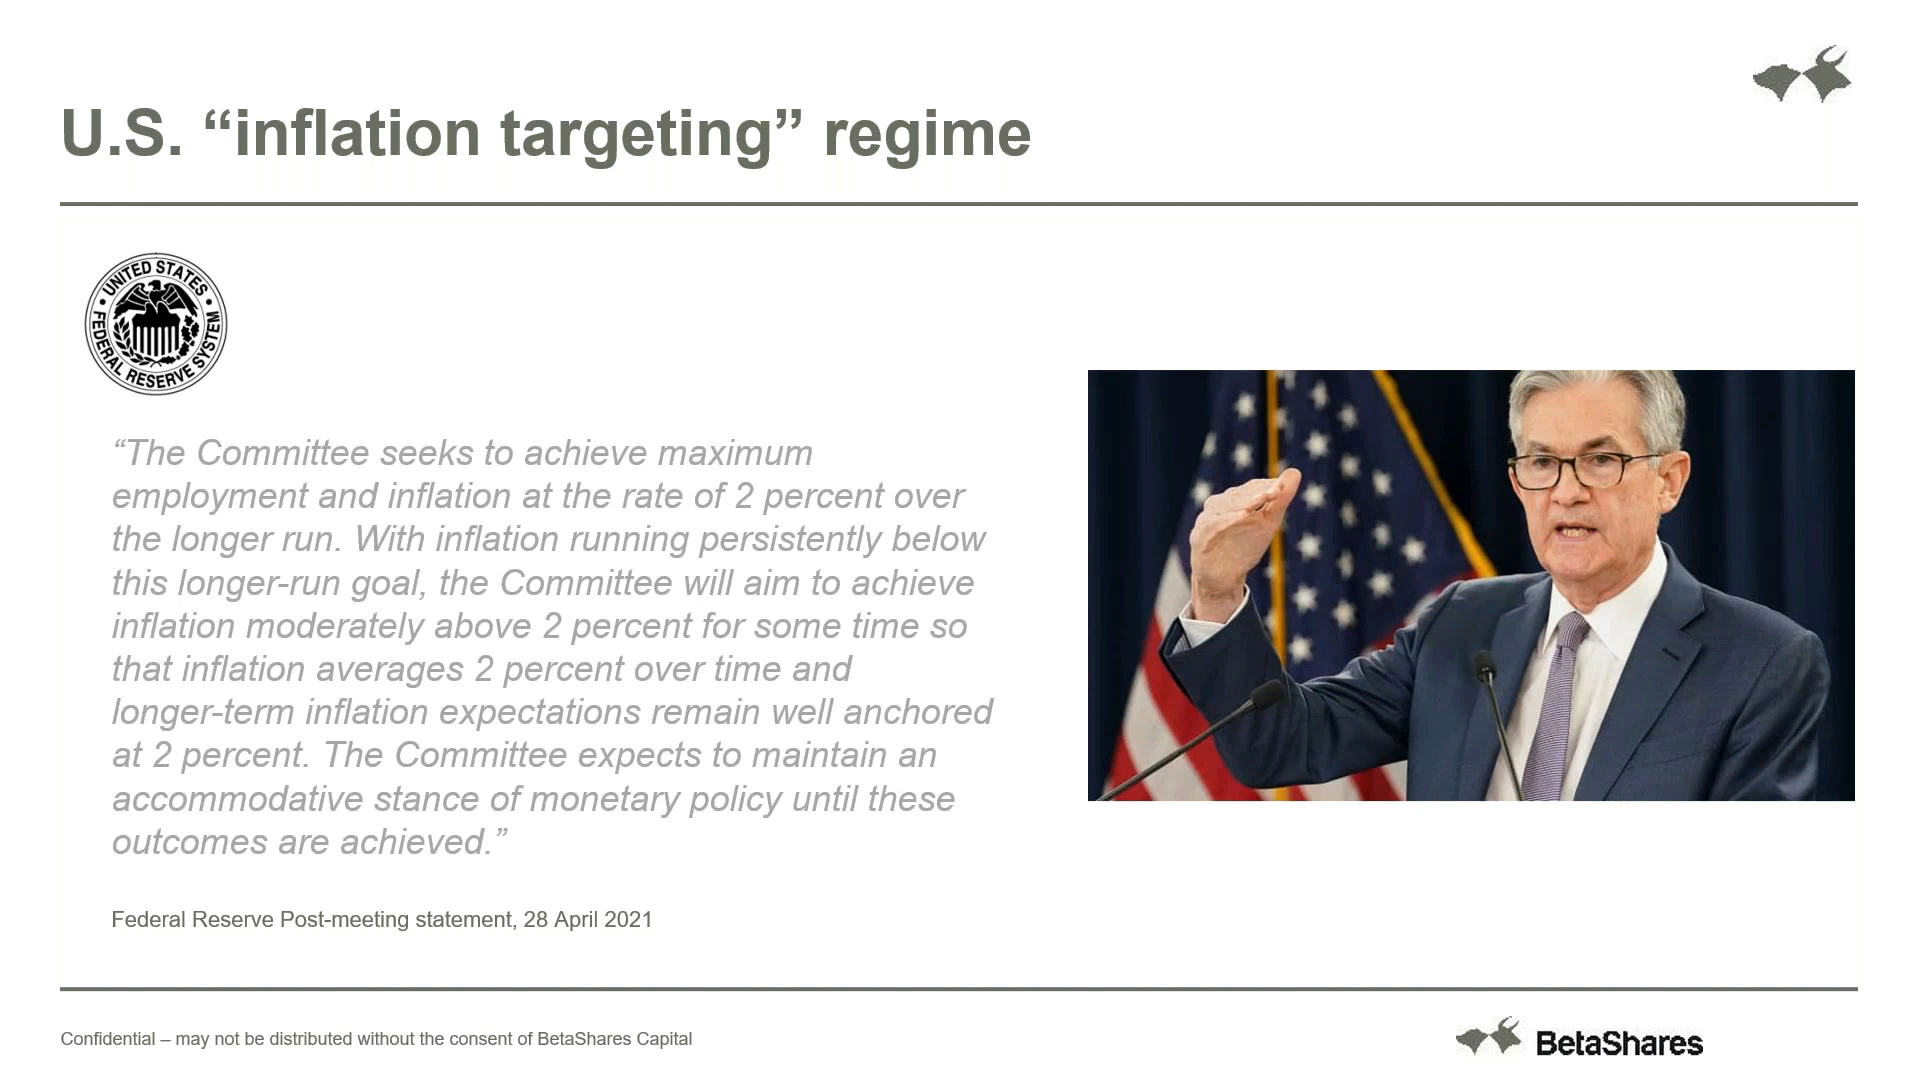 U.S. “inflation targeting” regime
UNITED STATES
FEDERAL RESERVE SYSTEM
“The Committee seeks to achieve maximum
employment and inflation at the rate of 2 percent over
the longer run. With inflation running persistently below
this longer-run goal, the Committee will aim to achieve
inflation moderately above 2 percent for some time so
that inflation averages 2 percent over time and
longer-term inflation expectations remain well anchored
at 2 percent. The Committee expects to maintain an
accommodative stance of monetary policy until these
outcomes are achieved.”
Federal Reserve Post-meeting statement, 28 April 2021
Confidential – may not be distributed without the consent of BetaShares Capital
BetaShares